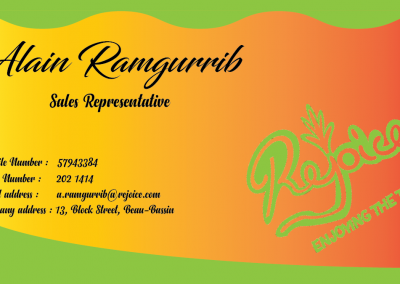 Alain Ramgurrib
Sales Representative
Number : 57943384
Number : 202 1414
address : a.ramgurrib@rejoice.com
address : 13, Block Street, Beau-Bassin
Rejoice
ENJOYING THE